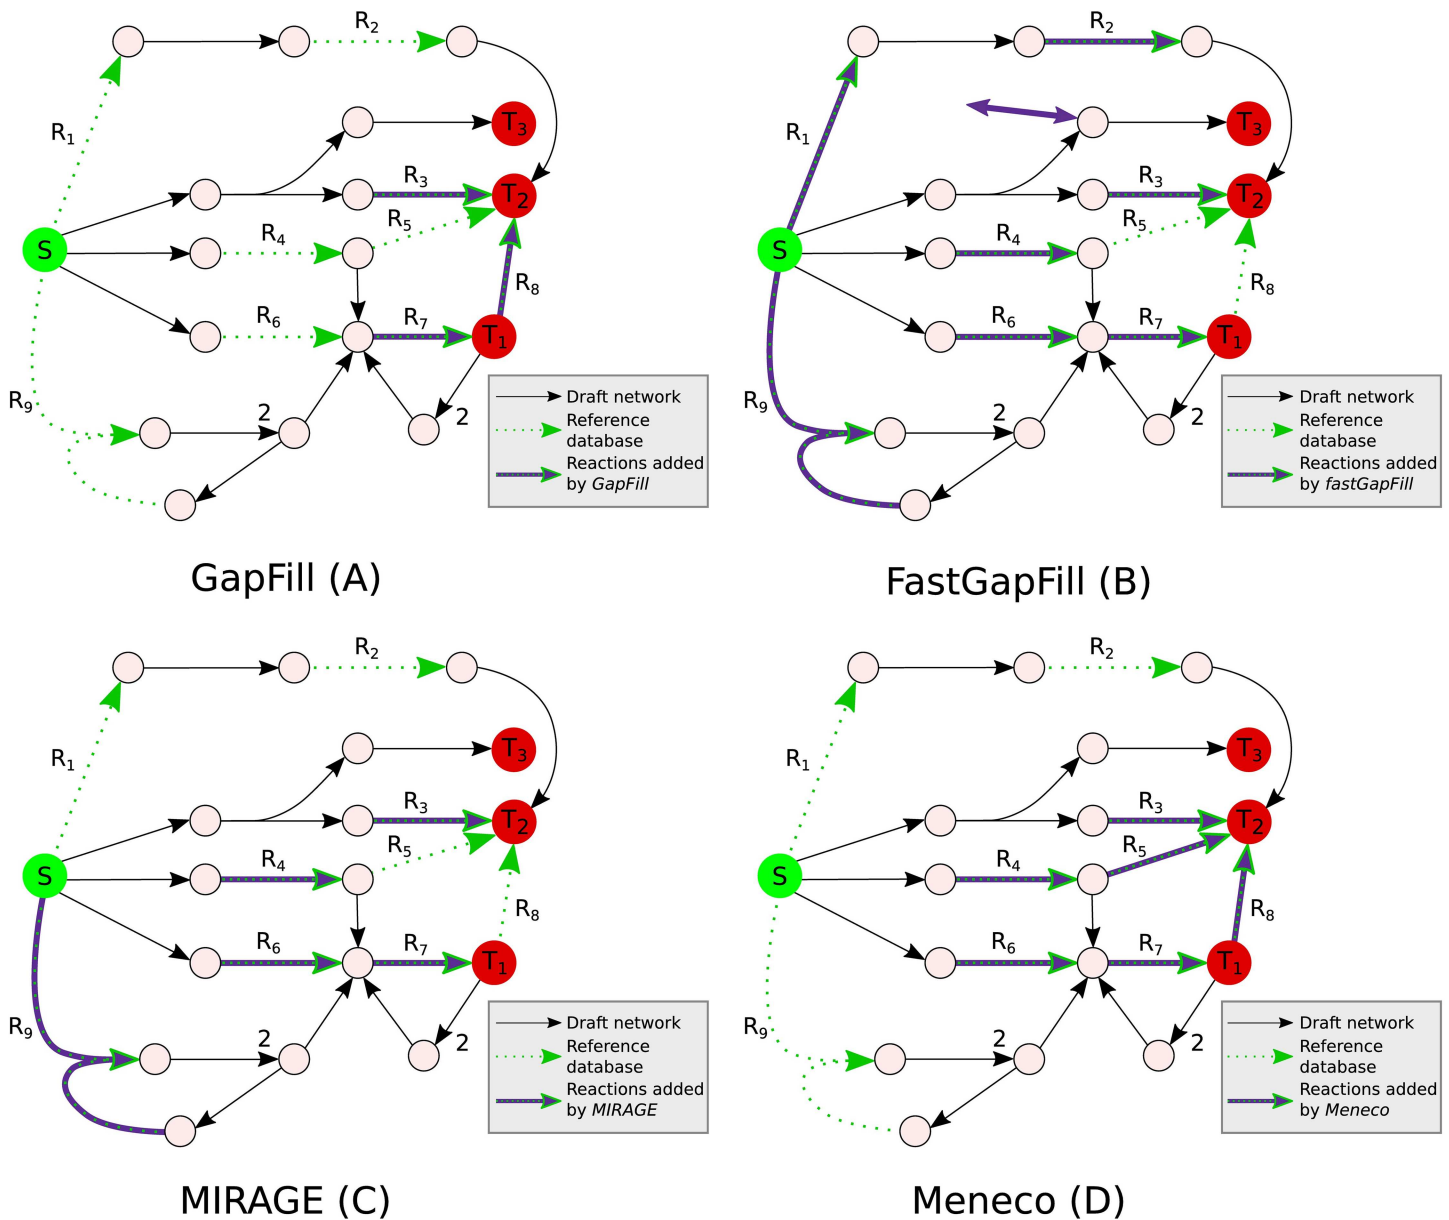 R2
R1
T3
R3
T2
R5
R4
S
R8
R6
R7
T1
R9
2
2
Draft network
Reference
database
Reactions added
by GapFill
GapFill (A)
R2
R1
T3
R3
T2
R5
R4
S
R8
R6
R7
T1
R9
2
2
Draft network
Reference
database
Reactions added
by fastGapFill
FastGapFill (B)
R2
R1
T3
R3
T2
R5
R4
S
R8
R6
R7
T1
R9
2
2
Draft network
Reference
database
Reactions added
by MIRAGE
MIRAGE (C)
R2
R1
T3
R3
T2
R5
R4
S
R8
R6
R7
T1
R9
2
2
Draft network
Reference
database
Reactions added
by Meneco
Meneco (D)